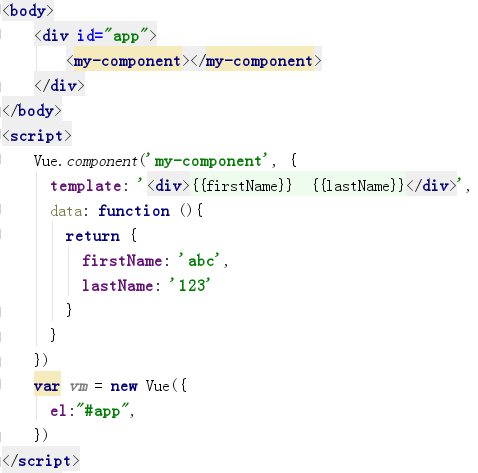 <body>
    <div id="app">
        <my-component></my-component>
    </div>
</body>
<script>
    Vue.component('my-component', {
      template: '<div>{{firstName}}  {{lastName}}</div>',
      data: function (){
        return {
          firstName: 'abc',
          lastName: '123'
        }
      }
    })
    var vm = new Vue({
      el:"#app",
    })
</script>